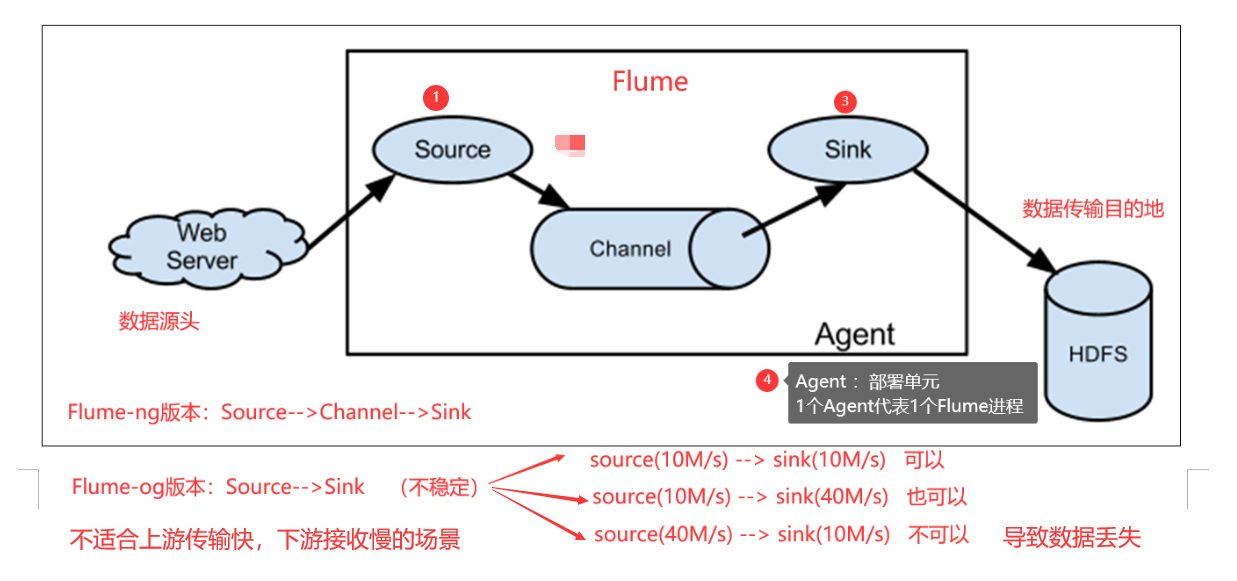 Flume
1
3
Source
Sink
Channel
Web
Server
数据传输目的地
数据源头
Agent
HDFS
4
Agent ：部署单元
1个Agent代表1个Flume进程
Flume-ng版本：Source-->Channel-->Sink
source(10M/s) --> sink(10M/s) 可以
Flume-og版本：Source-->Sink （不稳定）
source(10M/s) --> sink(40M/s) 也可以
source(40M/s) --> sink(10M/s) 不可以 导致数据丢失
不适合上游传输快，下游接收慢的场景